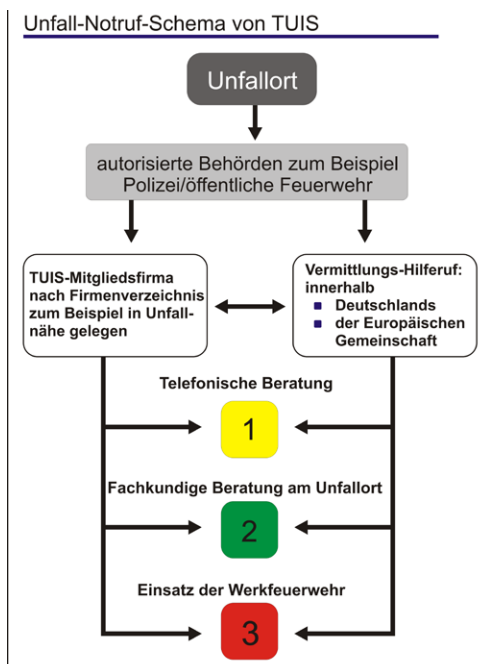 Unfall-Notruf-Schema von TUIS
Unfallort
autorisierte Behörden zum Beispiel
Polizei/öffentliche Feuerwehr
TUIS-Mitgliedsfirma
nach Firmenverzeichnis
zum Beispiel in Unfall-
nähe gelegen
Vermittlungs-Hilferuf:
innerhalb
Deutschlands
der Europäischen
Gemeinschaft
Telefonische Beratung
1
Fachkundige Beratung am Unfallort
2
Einsatz der Werkfeuerwehr
3